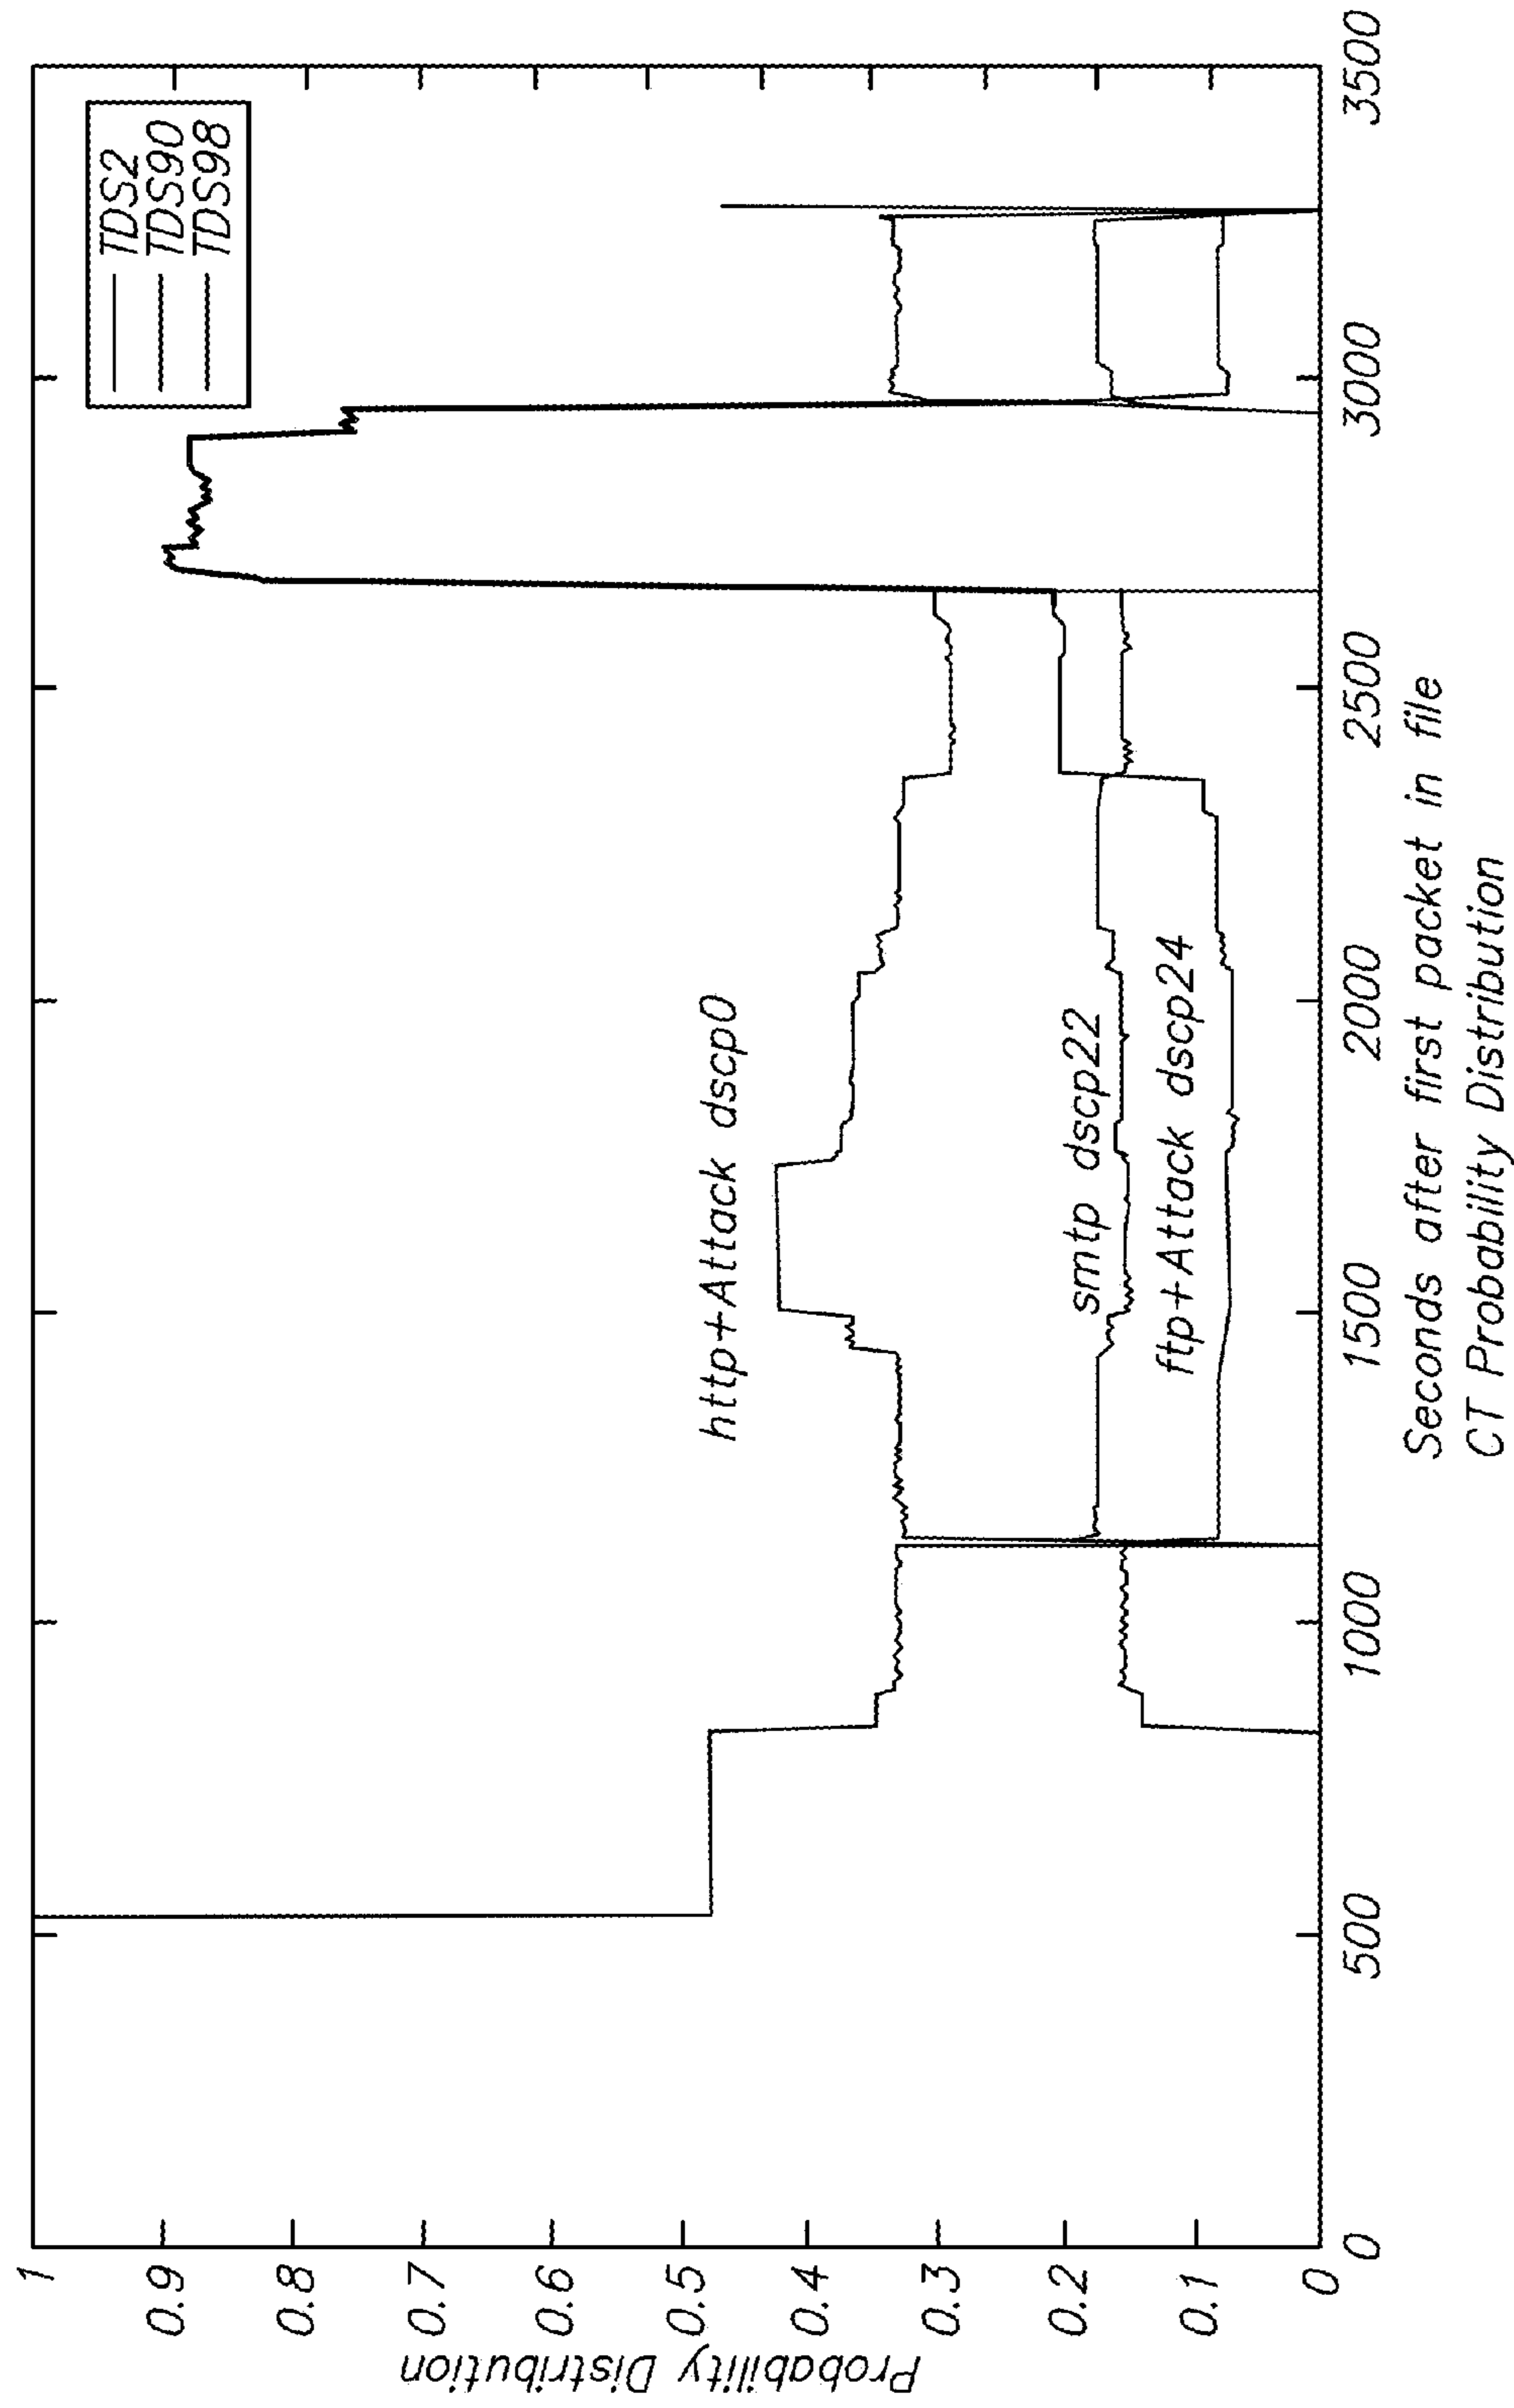 Probability Distribution
1
0.9
0.8
0.7
0.6
0.5
0.4
0.3
0.2
0.1
0
TDS2
TDS90
TDS98
http+Attack dscp0
smtp dscp22
ftp+Attack dscp24
0 500 1000 1500 2000 2500 3000 3500
Seconds after first packet in file
CT Probability Distribution